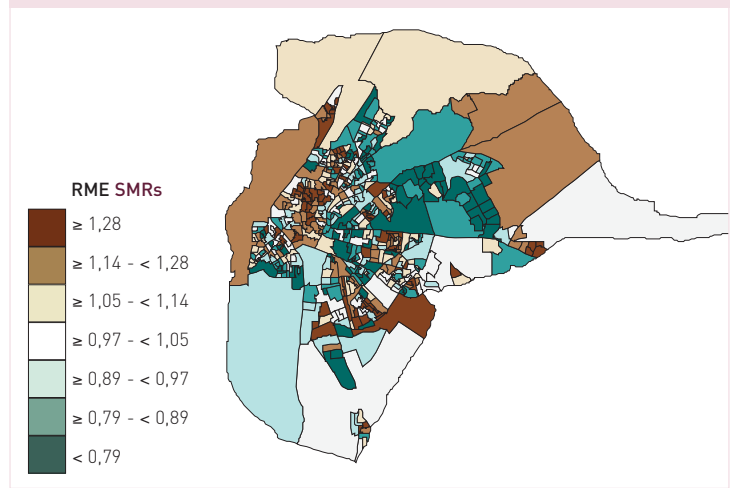 RME SMRs
≥ 1,28
≥ 1,14 - < 1,28
≥ 1,05 - < 1,14
≥ 0,97 - < 1,05
≥ 0,89 - < 0,97
≥ 0,79 - < 0,89
< 0,79